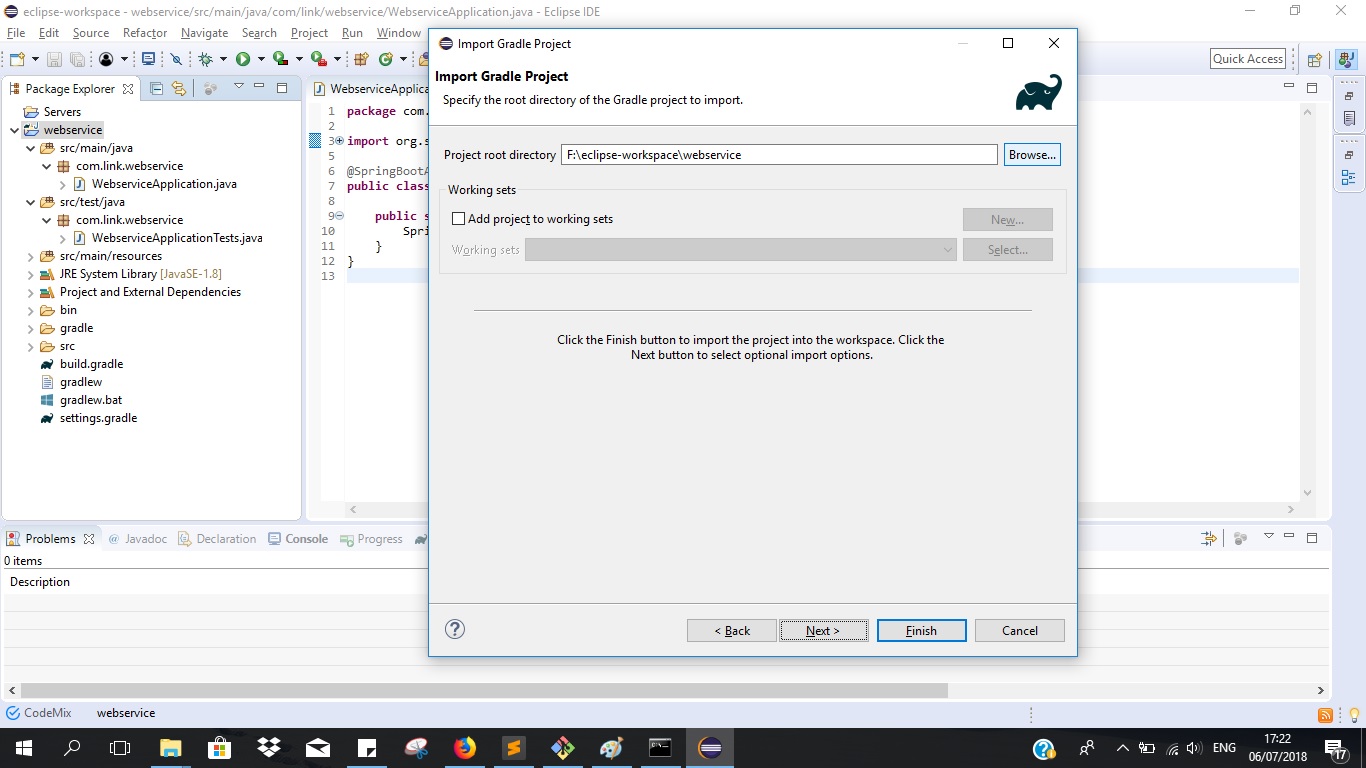 eclipse-workspace - webservice/src/main/java/com/link/webservice/WebserviceApplication.java - Eclipse IDE
File Edit Source Refactor Navigate Search Project Run Window
Quick Access
Package Explorer
Servers
webservice
src/main/java
com.link.webservice
WebserviceApplication.java
src/test/java
com.link.webservice
WebserviceApplicationTests.java
src/main/resources
JRE System Library [JavaSE-1.8]
Project and External Dependencies
bin
gradle
src
build.gradle
gradlew
gradlew.bat
settings.gradle
WebserviceApplica
1 package com.
2
3 import org.s
5
6 @SpringBootA
7 public class
8
9 public s
10 Spri
11 }
12 }
13
Import Gradle Project
Import Gradle Project
Specify the root directory of the Gradle project to import.
Project root directory F:\eclipse-workspace\webservice Browse...
Working sets
Add project to working sets New...
Working sets Select...
Click the Finish button to import the project into the workspace. Click the
Next button to select optional import options.
? < Back Next > Finish Cancel
Problems @ Javadoc Declaration Console Progress
0 items
Description
CodeMix webservice
ENG
17:22
06/07/2018
17